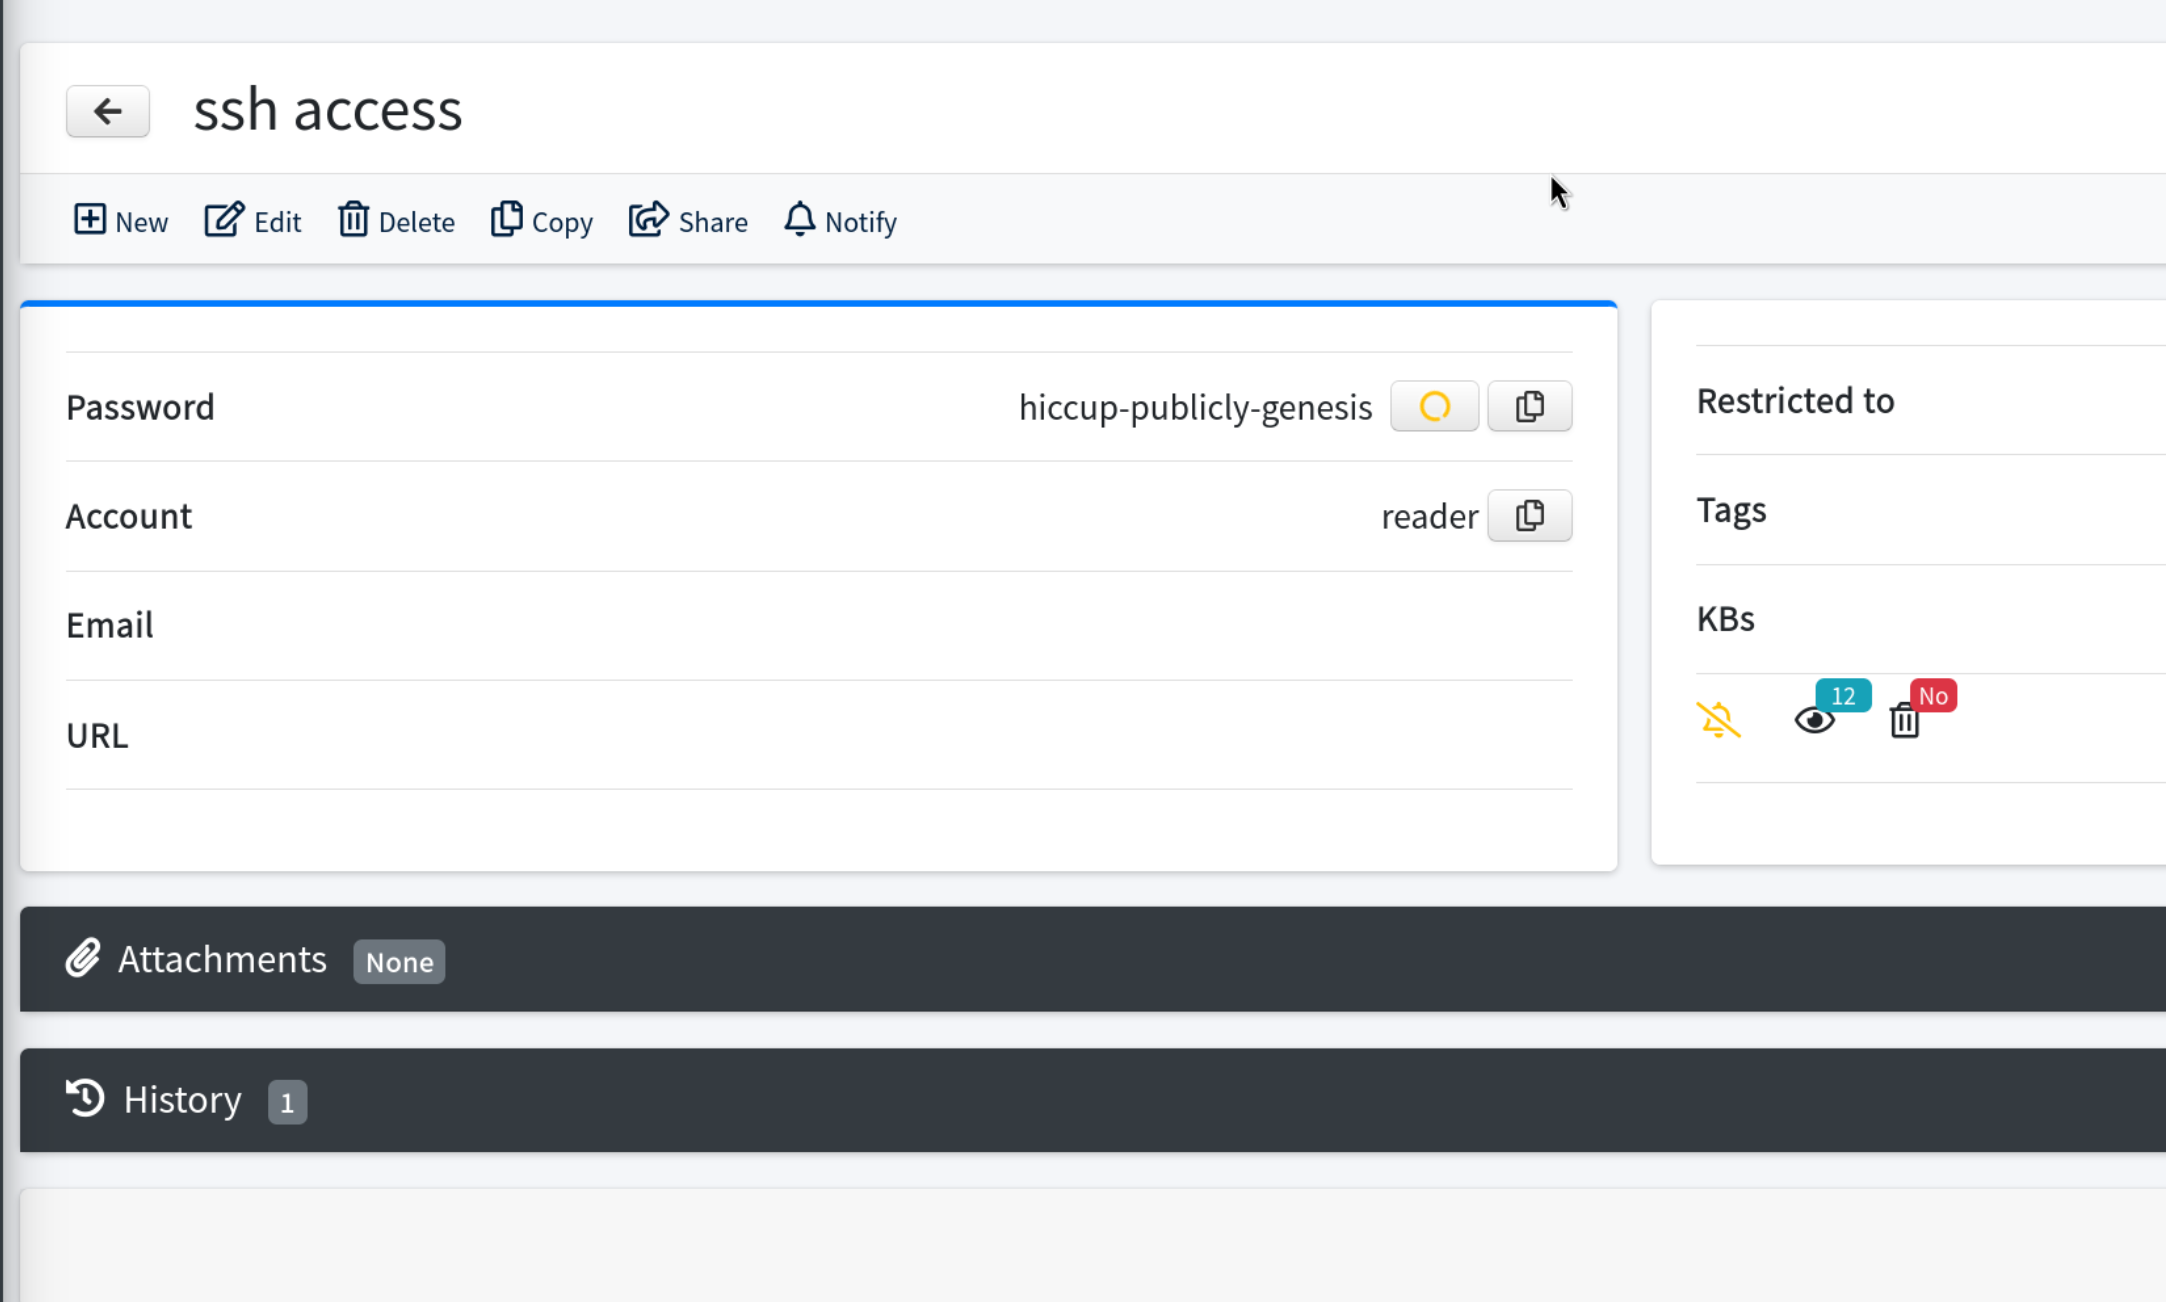 ssh access
New Edit Delete Copy Share Notify
Password hiccup-publicly-genesis
Account reader
Email
URL
Restricted to
Tags
KBs
12 No
Attachments None
History 1